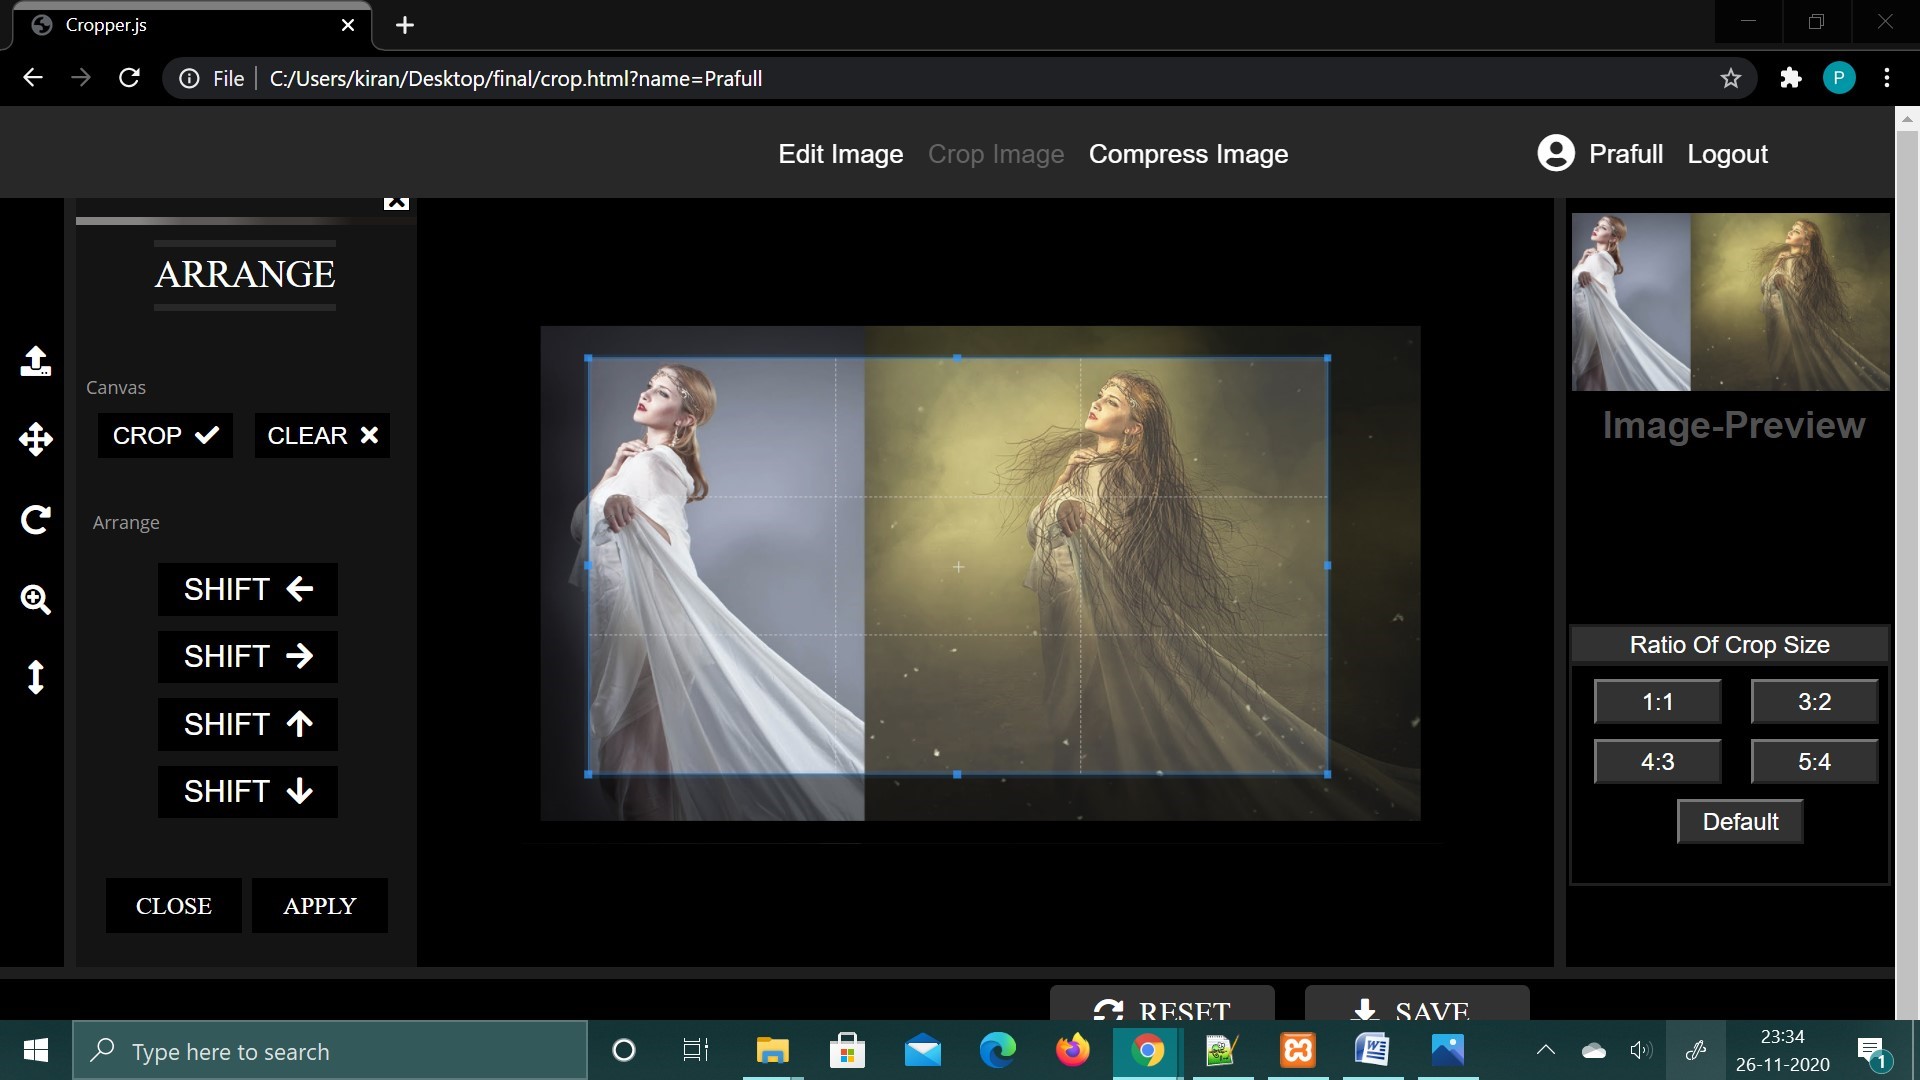 Cropper.js
File C:/Users/kiran/Desktop/final/crop.html?name=Prafull
P
Edit Image Crop Image Compress Image Prafull Logout
ARRANGE
Canvas
CROP CLEAR
Arrange
SHIFT
SHIFT
SHIFT
SHIFT
CLOSE APPLY
Image-Preview
Ratio Of Crop Size
1:1 3:2
4:3 5:4
Default
RESET SAVE
Type here to search
23:34
26-11-2020
1